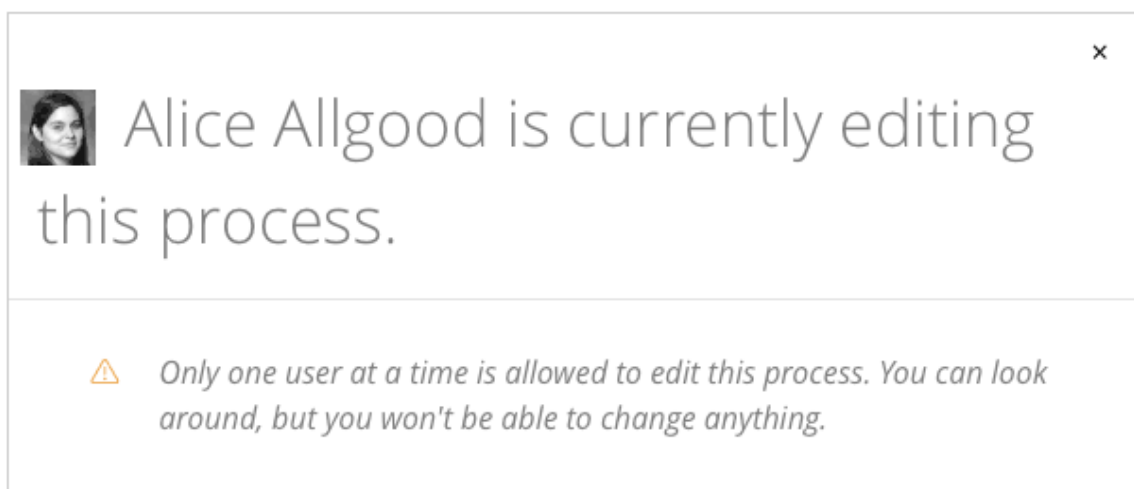 ×
Alice Allgood is currently editing
this process.
Only one user at a time is allowed to edit this process. You can look
around, but you won't be able to change anything.